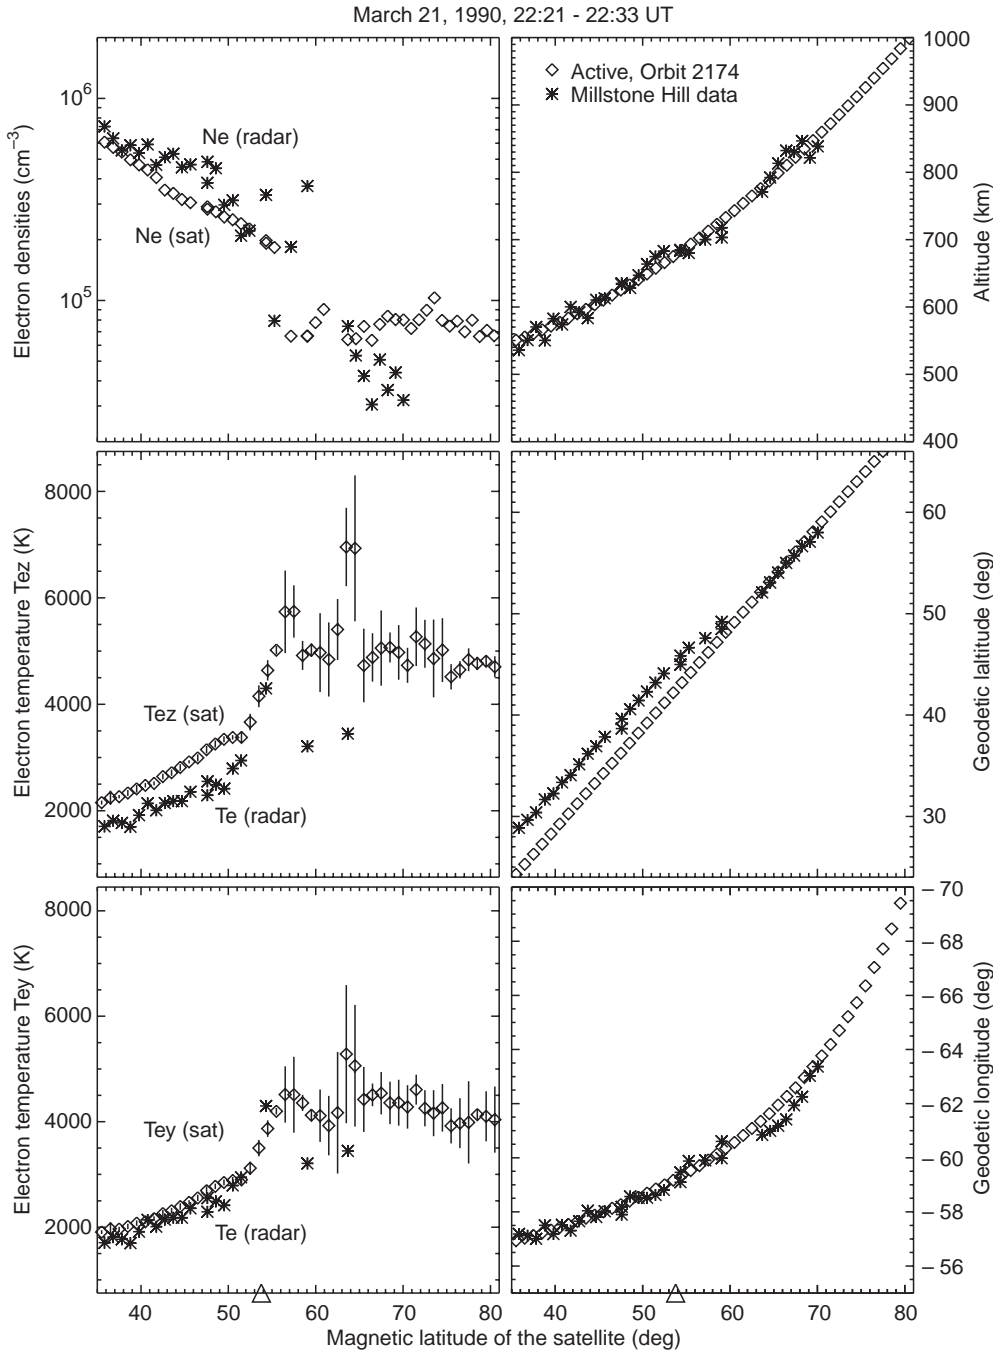 March 21, 1990, 22:21 - 22:33 UT
Electron densities (cm⁻³)
10⁶
10⁵
Ne (radar)
Ne (sat)
Active, Orbit 2174
Millstone Hill data
1000
900
800
700
600
500
400
Altitude (km)
Electron temperature Tez (K)
8000
6000
4000
2000
Tez (sat)
Te (radar)
60
50
40
30
Geodetic laltitude (deg)
Electron temperature Tey (K)
8000
6000
4000
2000
Tey (sat)
Te (radar)
– 70
– 68
– 66
– 64
– 62
– 60
– 58
– 56
Geodetic longitude (deg)
40 50 60 70 80 40 50 60 70 80
Magnetic latitude of the satellite (deg)